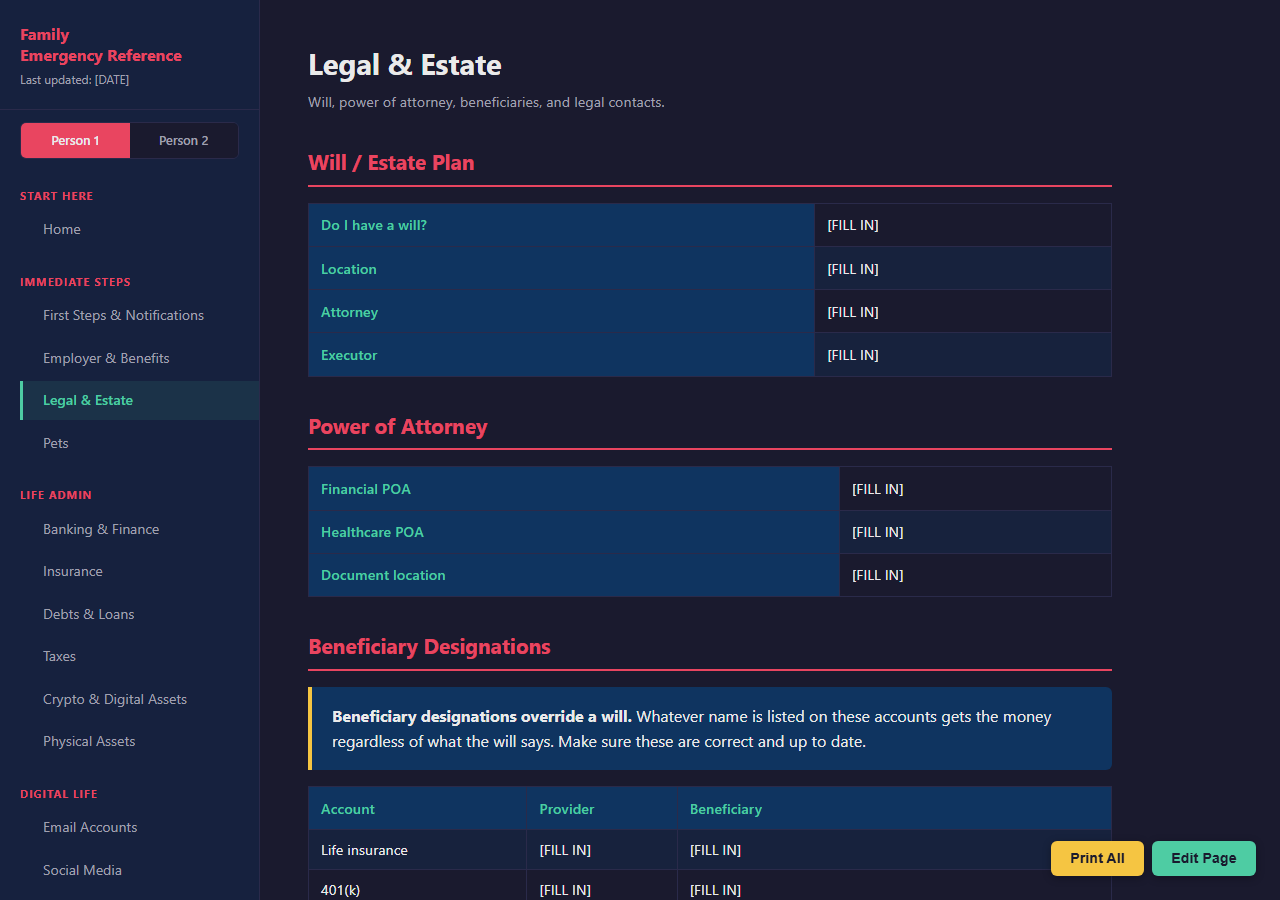 Family
Emergency Reference
Last updated: [DATE]
Person 1
Person 2
START HERE
Home
IMMEDIATE STEPS
First Steps & Notifications
Employer & Benefits
Legal & Estate
Pets
LIFE ADMIN
Banking & Finance
Insurance
Debts & Loans
Taxes
Crypto & Digital Assets
Physical Assets
DIGITAL LIFE
Email Accounts
Social Media
Legal & Estate
Will, power of attorney, beneficiaries, and legal contacts.
Will / Estate Plan
Do I have a will? [FILL IN]
Location [FILL IN]
Attorney [FILL IN]
Executor [FILL IN]
Power of Attorney
Financial POA [FILL IN]
Healthcare POA [FILL IN]
Document location [FILL IN]
Beneficiary Designations
Beneficiary designations override a will. Whatever name is listed on these accounts gets the money
regardless of what the will says. Make sure these are correct and up to date.
Account Provider Beneficiary
Life insurance [FILL IN] [FILL IN]
401(k) [FILL IN] [FILL IN]
Print All
Edit Page